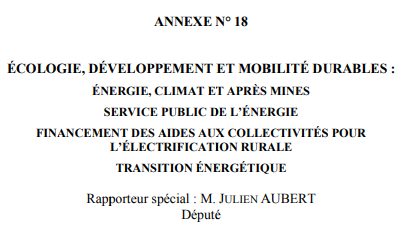 ANNEXE N° 18
ÉCOLOGIE, DÉVELOPPEMENT ET MOBILITÉ DURABLES :
ÉNERGIE, CLIMAT ET APRÈS MINES
SERVICE PUBLIC DE L'ÉNERGIE
FINANCEMENT DES AIDES AUX COLLECTIVITÉS POUR
L'ÉLECTRIFICATION RURALE
TRANSITION ÉNERGÉTIQUE
Rapporteur spécial : M. JULIEN AUBERT
Député